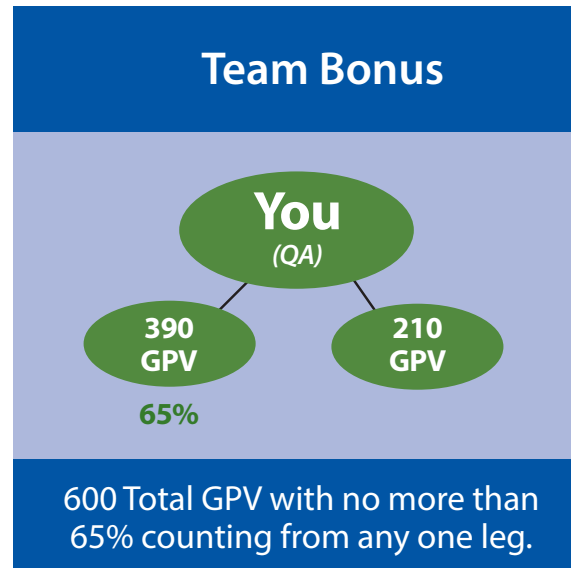 Team Bonus
You
(QA)
390
GPV
210
GPV
65%
600 Total GPV with no more than
65% counting from any one leg.